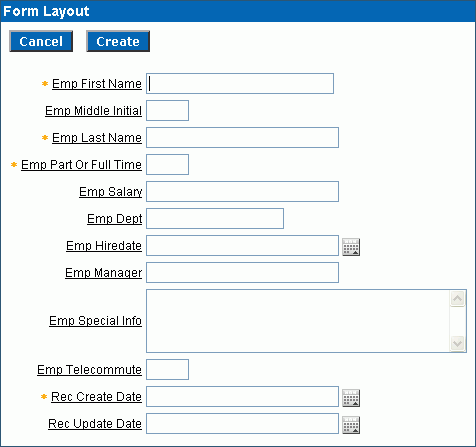 Form Layout
Cancel Create
* Emp First Name
Emp Middle Initial
* Emp Last Name
* Emp Part Or Full Time
Emp Salary
Emp Dept
Emp Hiredate
Emp Manager
Emp Special Info
Emp Telecommute
* Rec Create Date
Rec Update Date